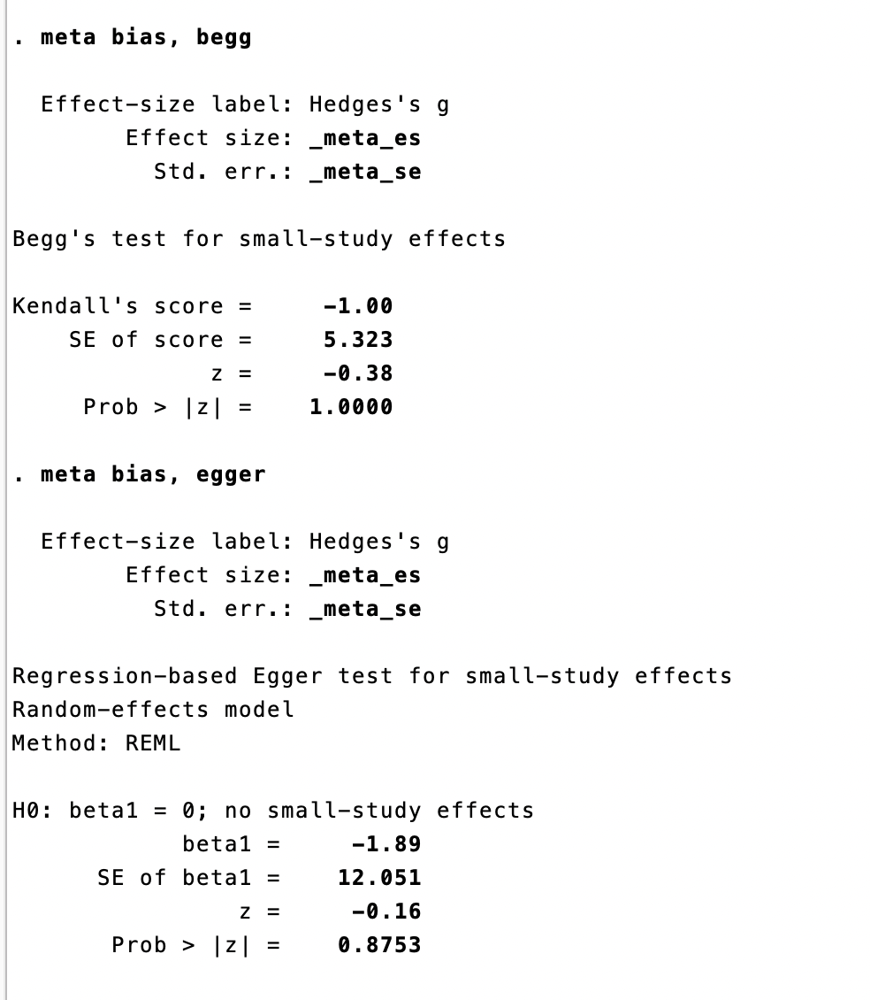 . meta bias, begg
Effect-size label: Hedges's g
Effect size: _meta_es
Std. err.: _meta_se
Begg's test for small-study effects
Kendall's score = -1.00
SE of score = 5.323
z = -0.38
Prob > |z| = 1.0000
. meta bias, egger
Effect-size label: Hedges's g
Effect size: _meta_es
Std. err.: _meta_se
Regression-based Egger test for small-study effects
Random-effects model
Method: REML
H0: beta1 = 0; no small-study effects
beta1 = -1.89
SE of beta1 = 12.051
z = -0.16
Prob > |z| = 0.8753